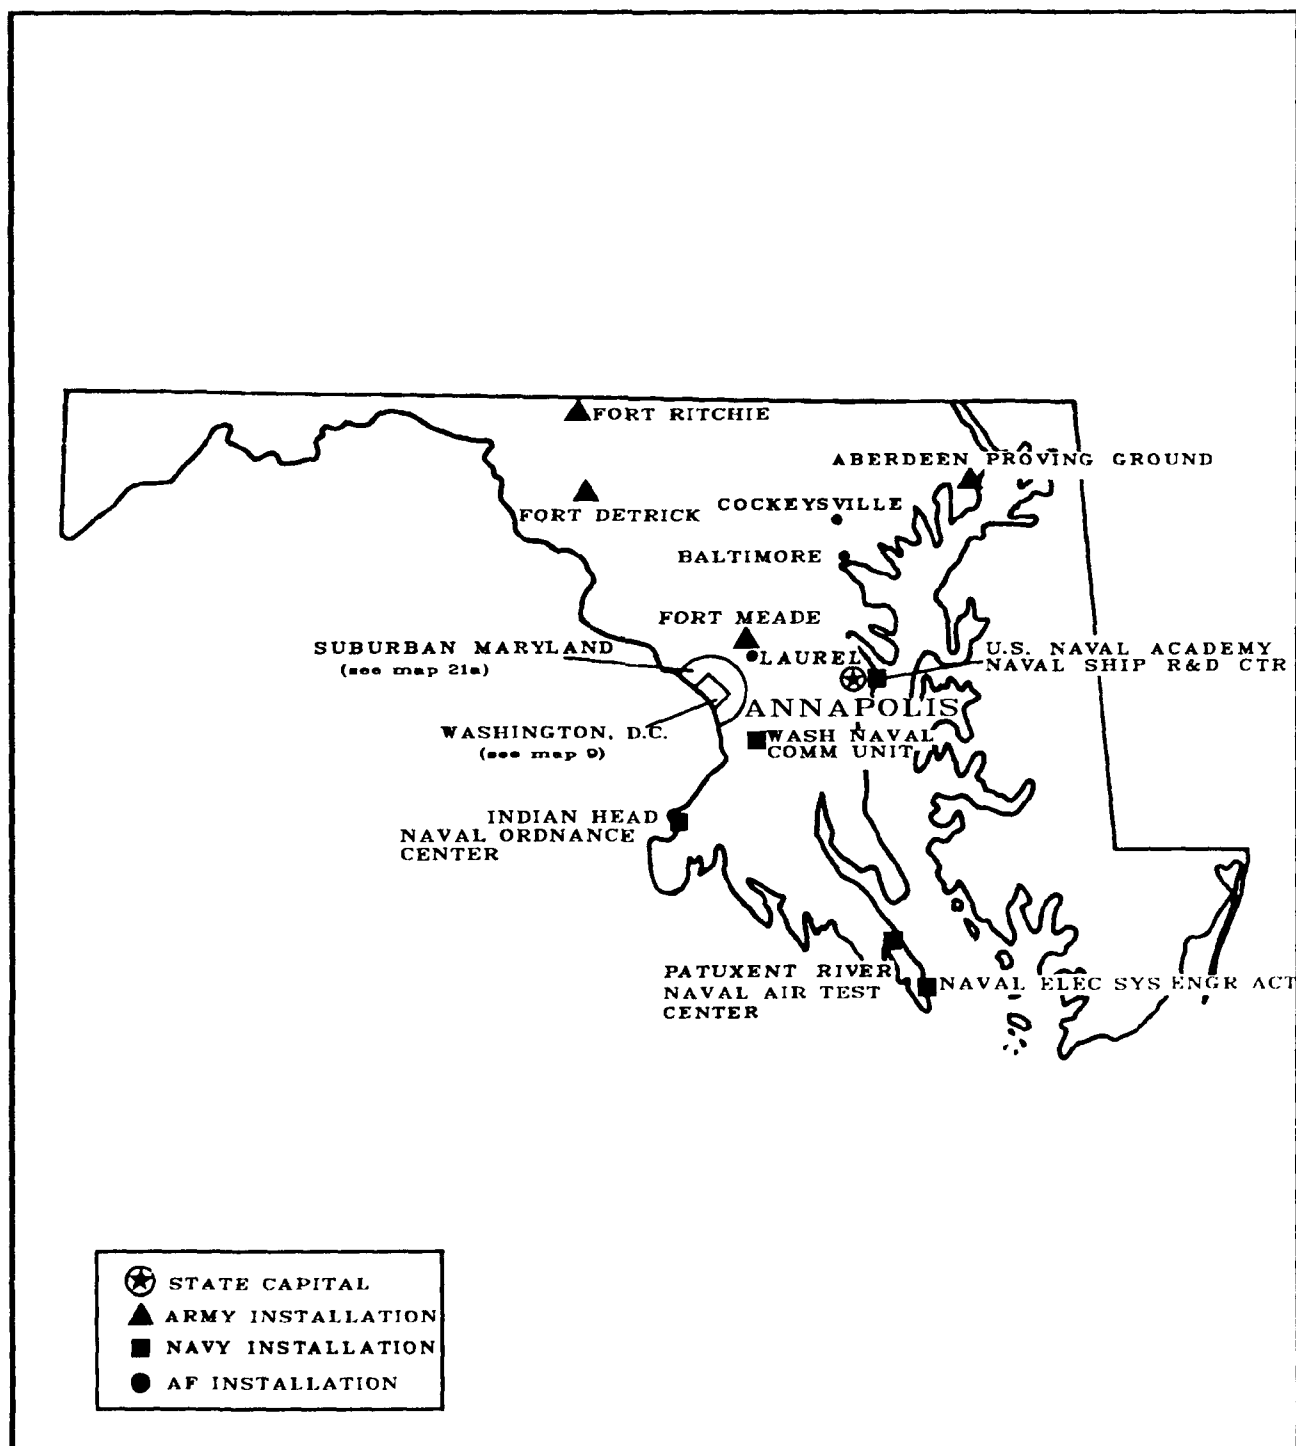 FORT RITCHIE
ABERDEEN PROVING GROUND
COCKEYSVILLE
FORT DETRICK
BALTIMORE
FORT MEADE
SUBURBAN MARYLAND
(see map 21a)
LAUREL
U.S. NAVAL ACADEMY
NAVAL SHIP R&D CTR
ANNAPOLIS
WASHINGTON, D.C.
(see map 9)
WASH NAVAL
COMM UNIT
INDIAN HEAD
NAVAL ORDNANCE
CENTER
PATUXENT RIVER
NAVAL AIR TEST
CENTER
NAVAL ELEC SYS ENGR ACT
STATE CAPITAL
ARMY INSTALLATION
NAVY INSTALLATION
AF INSTALLATION